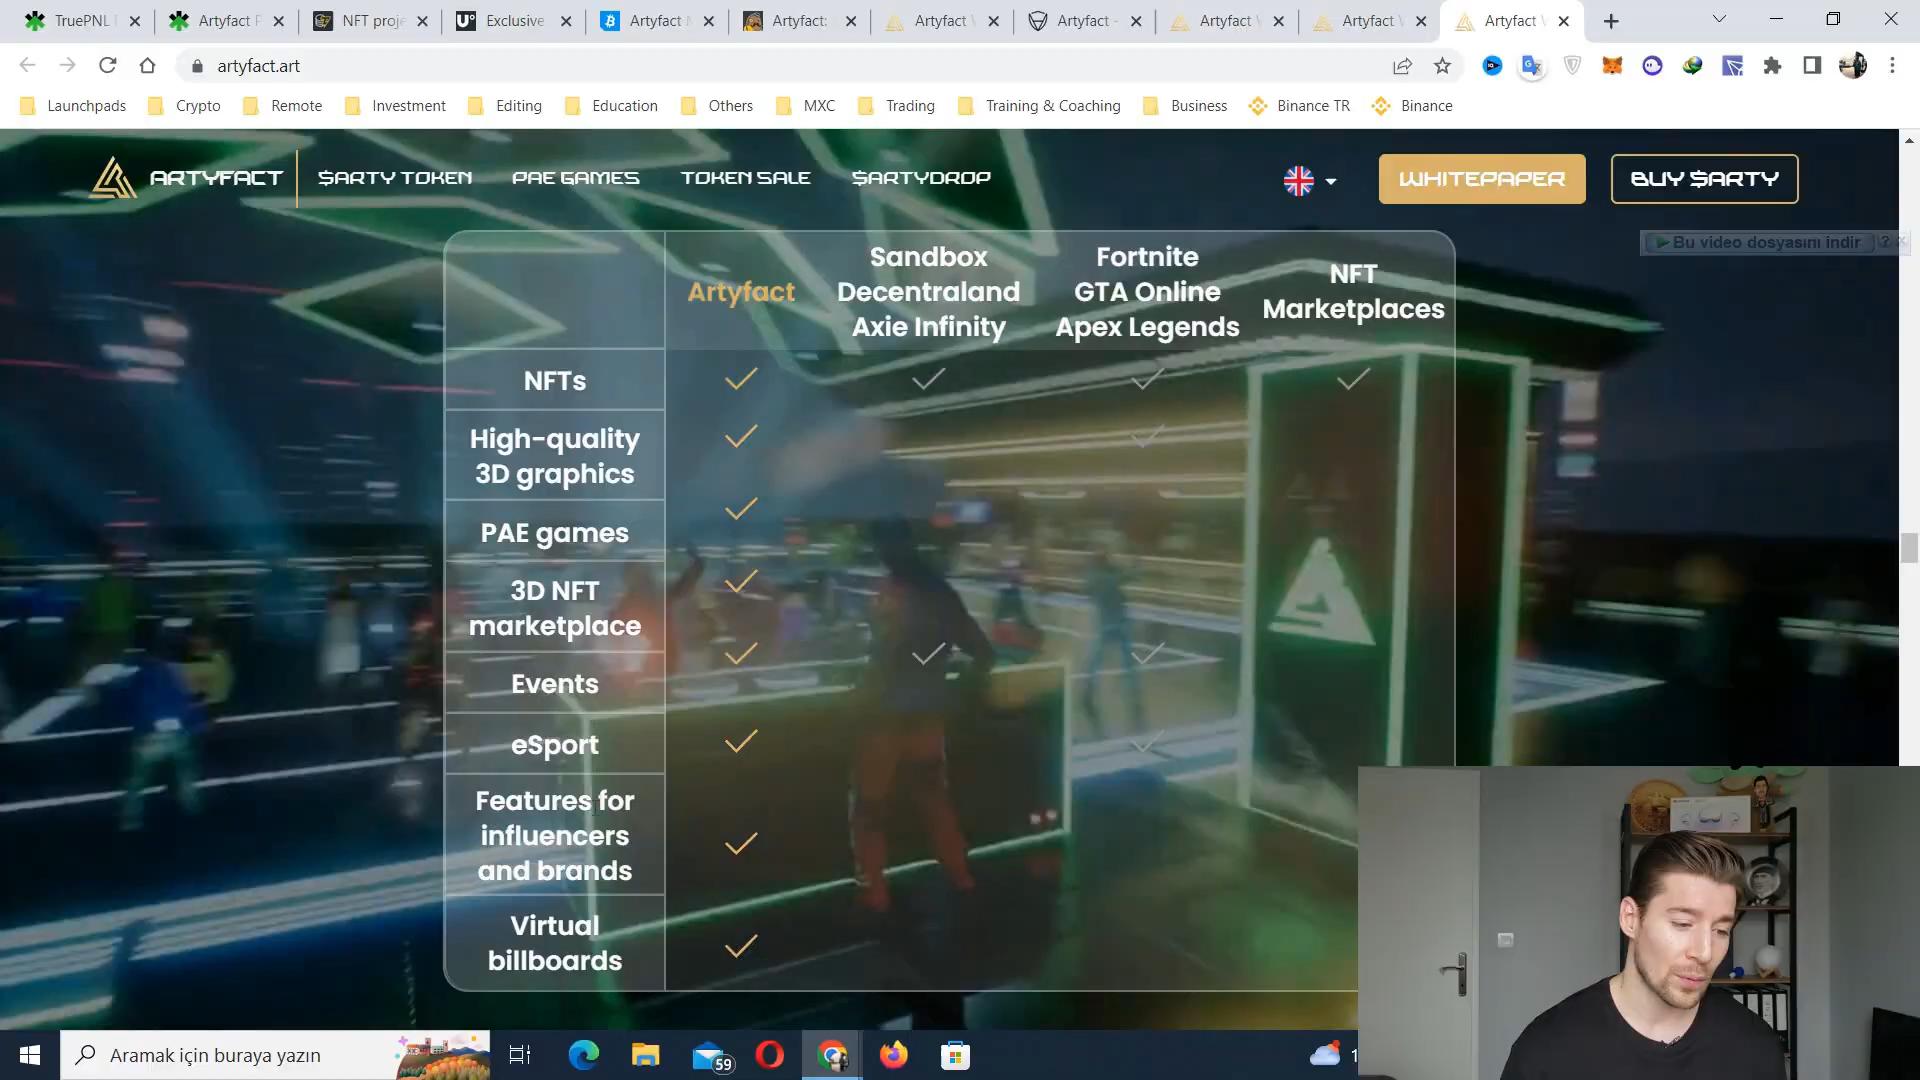 TruePNL
Artyfact
NFT proje
Exclusive
Artyfact
Artyfact
Artyfact
Artyfact
Artyfact
Artyfact
Artyfact
artyfact.art
Launchpads
Crypto
Remote
Investment
Editing
Education
Others
MXC
Trading
Training & Coaching
Business
Binance TR
Binance
ARTYFACT
$ARTY TOKEN
PAE GAMES
TOKEN SALE
$ARTYDROP
WHITEPAPER
BUY $ARTY
Bu video dosyasını indir
?
Artyfact
Sandbox
Decentraland
Axie Infinity
Fortnite
GTA Online
Apex Legends
NFT
Marketplaces
NFTs
High-quality
3D graphics
PAE games
3D NFT
marketplace
Events
eSport
Features for
influencers
and brands
Virtual
billboards
Aramak için buraya yazın
59